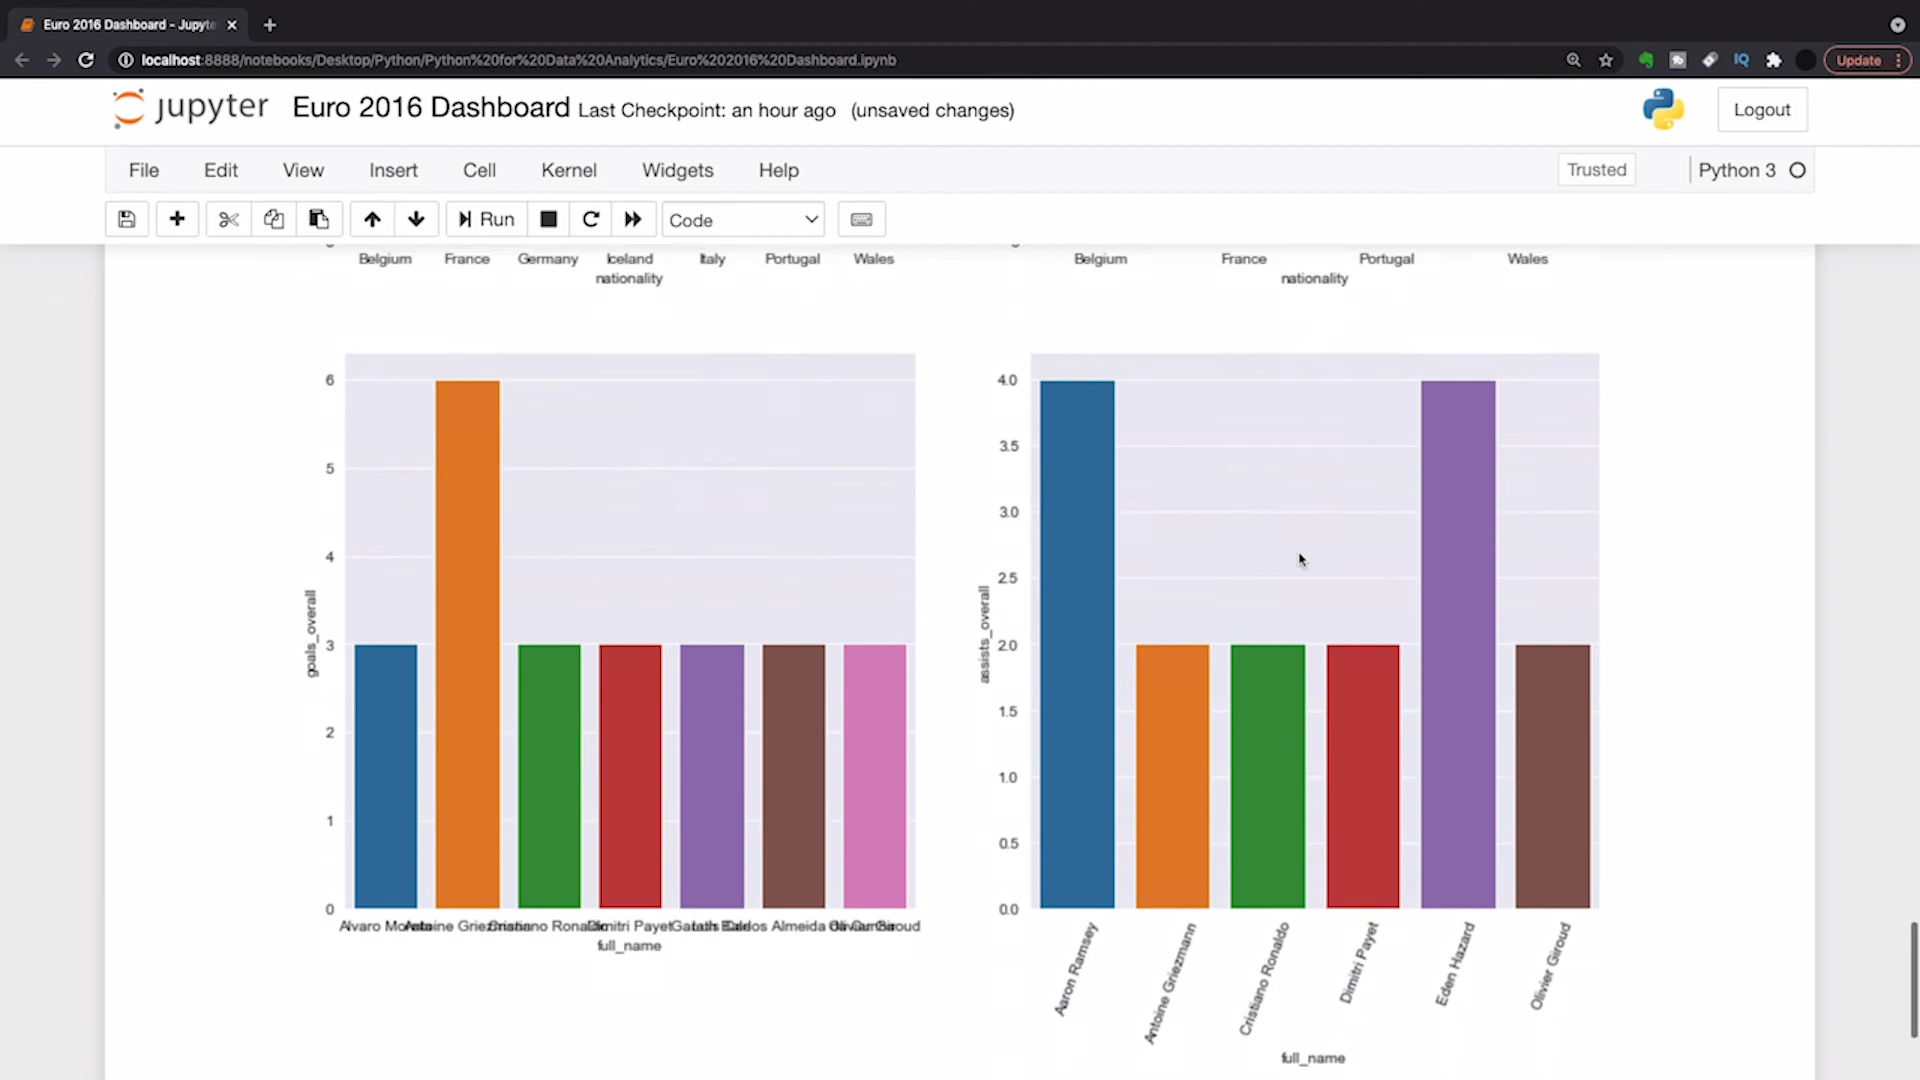 Euro 2016 Dashboard - Jupyte
localhost:8888/notebooks/Desktop/Python/Python%20for%20Data%20Analytics/Euro%202016%20Dashboard.ipynb
IQ
Update
jupyter Euro 2016 Dashboard Last Checkpoint: an hour ago (unsaved changes)
Logout
File Edit View Insert Cell Kernel Widgets Help
Trusted
Python 3
Run
Code
Belgium France Germany Iceland Italy Portugal Wales
nationality
Belgium France Portugal Wales
nationality
6
5
4
3
2
1
0
goals_overall
Alvaro
Dimitri Payet
Almeida
full_name
4.0
3.5
3.0
2.5
2.0
1.5
1.0
0.5
0.0
assists_overall
Aaron Ramsey
Antoine Griezmann
Cristiano Ronaldo
Dimitri Payet
Eden Hazard
Olivier Giroud
full_name